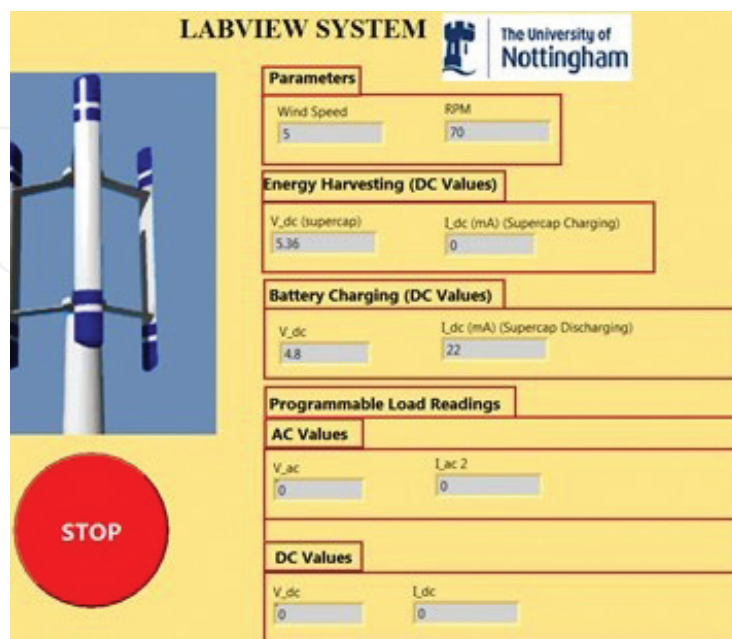 LABVIEW SYSTEM
The University of
Nottingham
Parameters
Wind Speed RPM
5 70
Energy Harvesting (DC Values)
V_dc (supercap) I_dc (mA) (Supercap Charging)
5.36 0
Battery Charging (DC Values)
V_dc I_dc (mA) (Supercap Discharging)
4.8 22
Programmable Load Readings
AC Values
V_ac I_ac 2
0 0
STOP
DC Values
V_dc I_dc
0 0